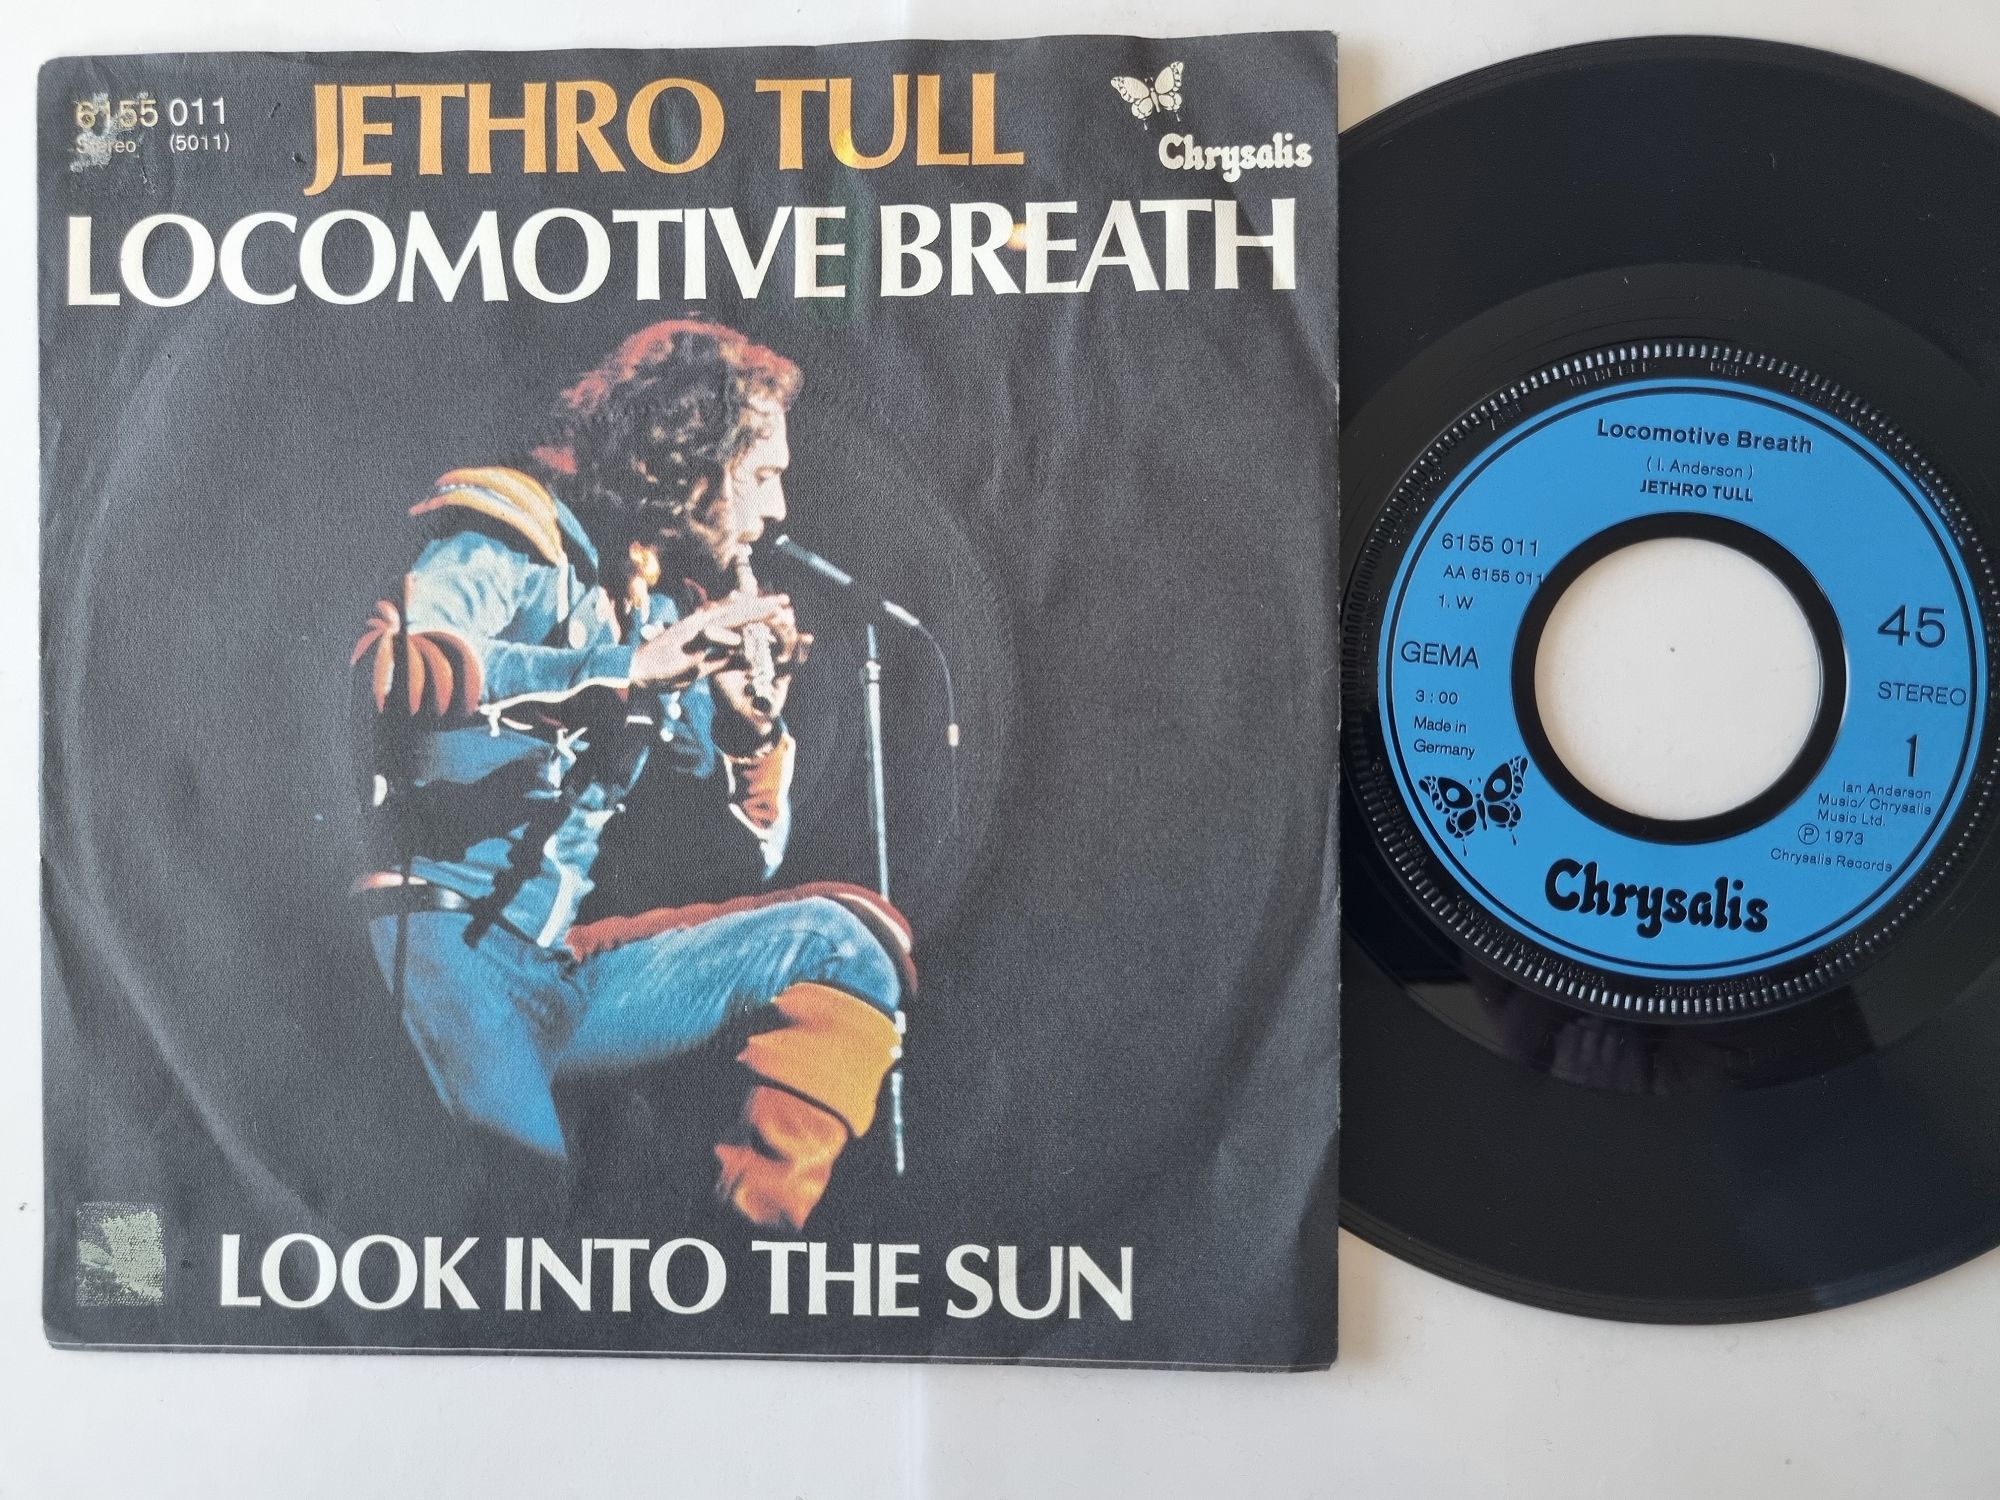 6155 011
Stereo (5011)
JETHRO TULL
Chrysalis
LOCOMOTIVE BREATH
LOOK INTO THE SUN
Locomotive Breath
( I. Anderson )
JETHRO TULL
6155 011
AA 6155 011
1. W
GEMA
3 : 00
Made in
Germany
45
STEREO
1
Ian Anderson
Music/ Chrysalis
Music Ltd.
Ⓟ 1973
Chrysalis Records
Chrysalis